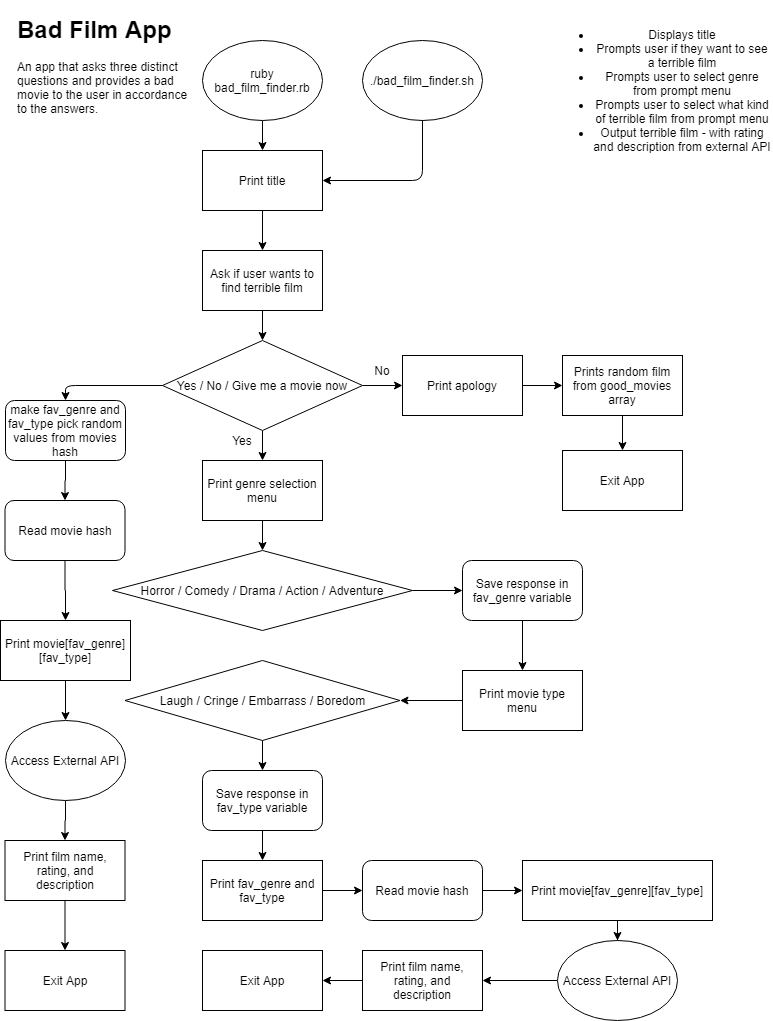 Bad Film App
An app that asks three distinct
questions and provides a bad
movie to the user in accordance
to the answers.
ruby
bad_film_finder.rb
./bad_film_finder.sh
Displays title
Prompts user if they want to see
a terrible film
Prompts user to select genre
from prompt menu
Prompts user to select what kind
of terrible film from prompt menu
Output terrible film - with rating
and description from external API
Print title
Ask if user wants to
find terrible film
Yes / No / Give me a movie now
No
Print apology
Prints random film
from good_movies
array
Exit App
make fav_genre and
fav_type pick random
values from movies
hash
Yes
Print genre selection
menu
Read movie hash
Horror / Comedy / Drama / Action / Adventure
Save response in
fav_genre variable
Print movie[fav_genre]
[fav_type]
Print movie type
menu
Laugh / Cringe / Embarrass / Boredom
Access External API
Save response in
fav_type variable
Print film name,
rating, and
description
Print fav_genre and
fav_type
Read movie hash
Print movie[fav_genre][fav_type]
Exit App
Exit App
Print film name,
rating, and
description
Access External API